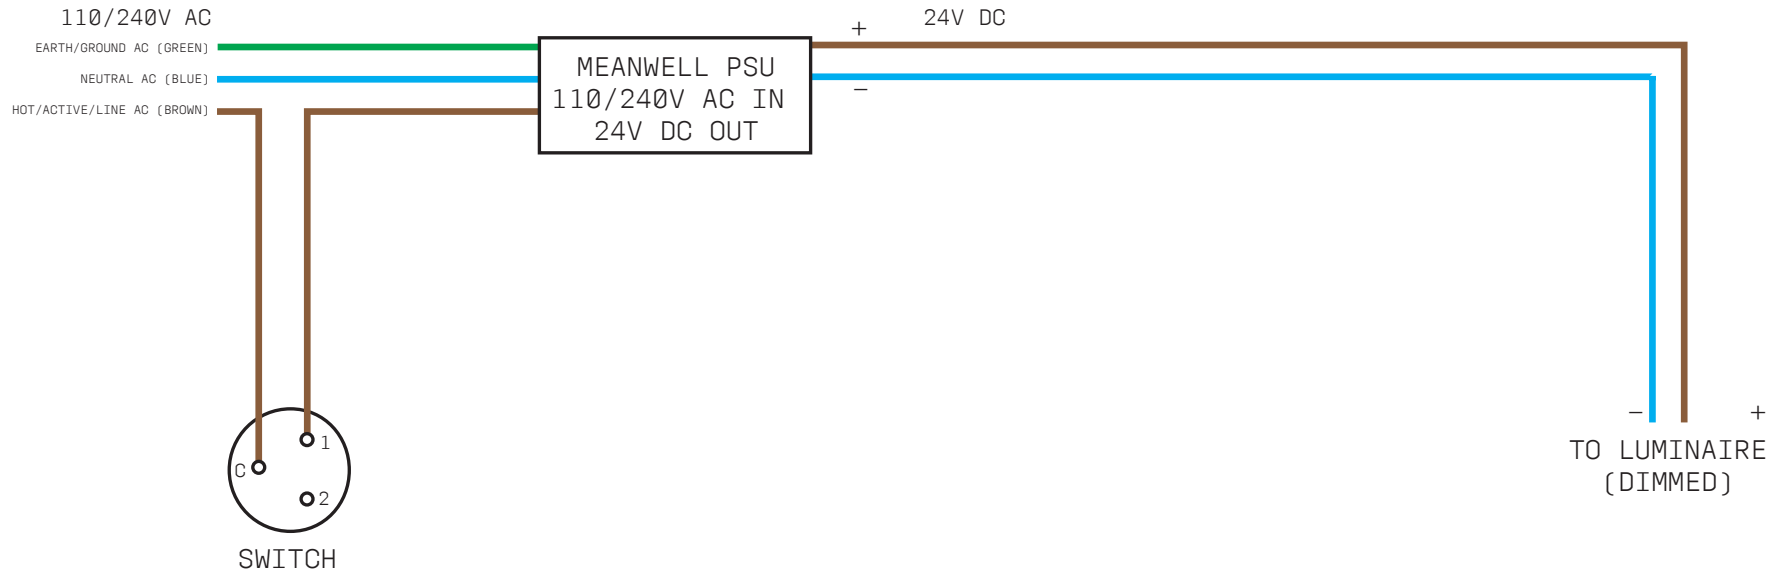 110/240V AC
24V DC
EARTH/GROUND AC (GREEN)
NEUTRAL AC (BLUE)
HOT/ACTIVE/LINE AC (BROWN)
MEANWELL PSU
110/240V AC IN
24V DC OUT
+
−
C
1
2
SWITCH
−
+
TO LUMINAIRE
(DIMMED)